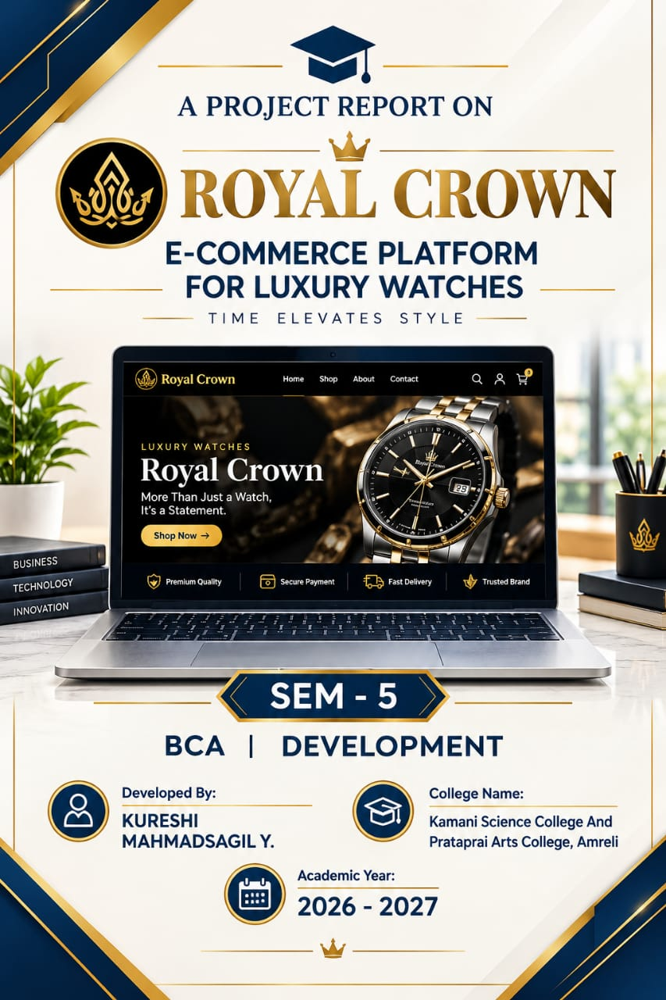 A PROJECT REPORT ON
ROYAL CROWN
E-COMMERCE PLATFORM
FOR LUXURY WATCHES
TIME ELEVATES STYLE
Royal Crown
Home Shop About Contact
0
LUXURY WATCHES
Royal Crown
More Than Just a Watch,
It's a Statement.
Shop Now →
Royal Crown
29
Premium Quality
Secure Payment
Fast Delivery
Trusted Brand
BUSINESS
TECHNOLOGY
INNOVATION
SEM - 5
BCA | DEVELOPMENT
Developed By:
KURESHI
MAHMADSAGIL Y.
College Name:
Kamani Science College And
Prataprai Arts College, Amreli
Academic Year:
2026 - 2027